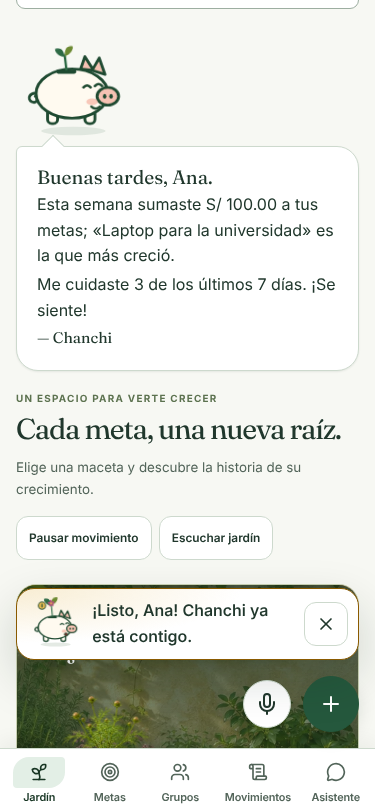 Buenas tardes, Ana.
Esta semana sumaste S/ 100.00 a tus
metas; «Laptop para la universidad» es
la que más creció.
Me cuidaste 3 de los últimos 7 días. ¡Se
siente!
— Chanchi
UN ESPACIO PARA VERTE CRECER
Cada meta, una nueva raíz.
Elige una maceta y descubre la historia de su
crecimiento.
Pausar movimiento
Escuchar jardín
¡Listo, Ana! Chanchi ya
está contigo.
Jardín
Metas
Grupos
Movimientos
Asistente